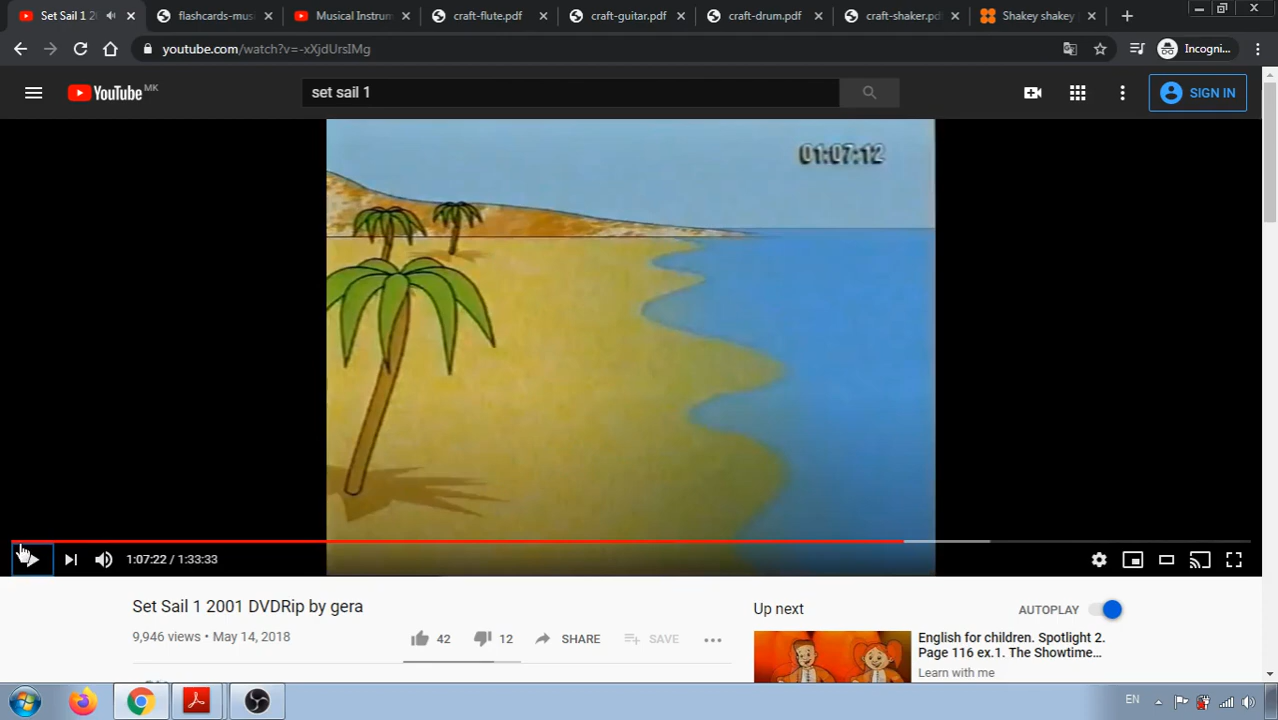 Set Sail 1 2
flashcards-mus
Musical Instrum
craft-flute.pdf
craft-guitar.pdf
craft-drum.pdf
craft-shaker.pdf
Shakey shakey
youtube.com/watch?v=-xXjdUrsIMg
Incogni...
YouTube MK
set sail 1
SIGN IN
01:07:12
1:07:22 / 1:33:33
Set Sail 1 2001 DVDRip by gera
9,946 views • May 14, 2018
42
12
SHARE
SAVE
Up next
AUTOPLAY
English for children. Spotlight 2.
Page 116 ex.1. The Showtime...
Learn with me
EN